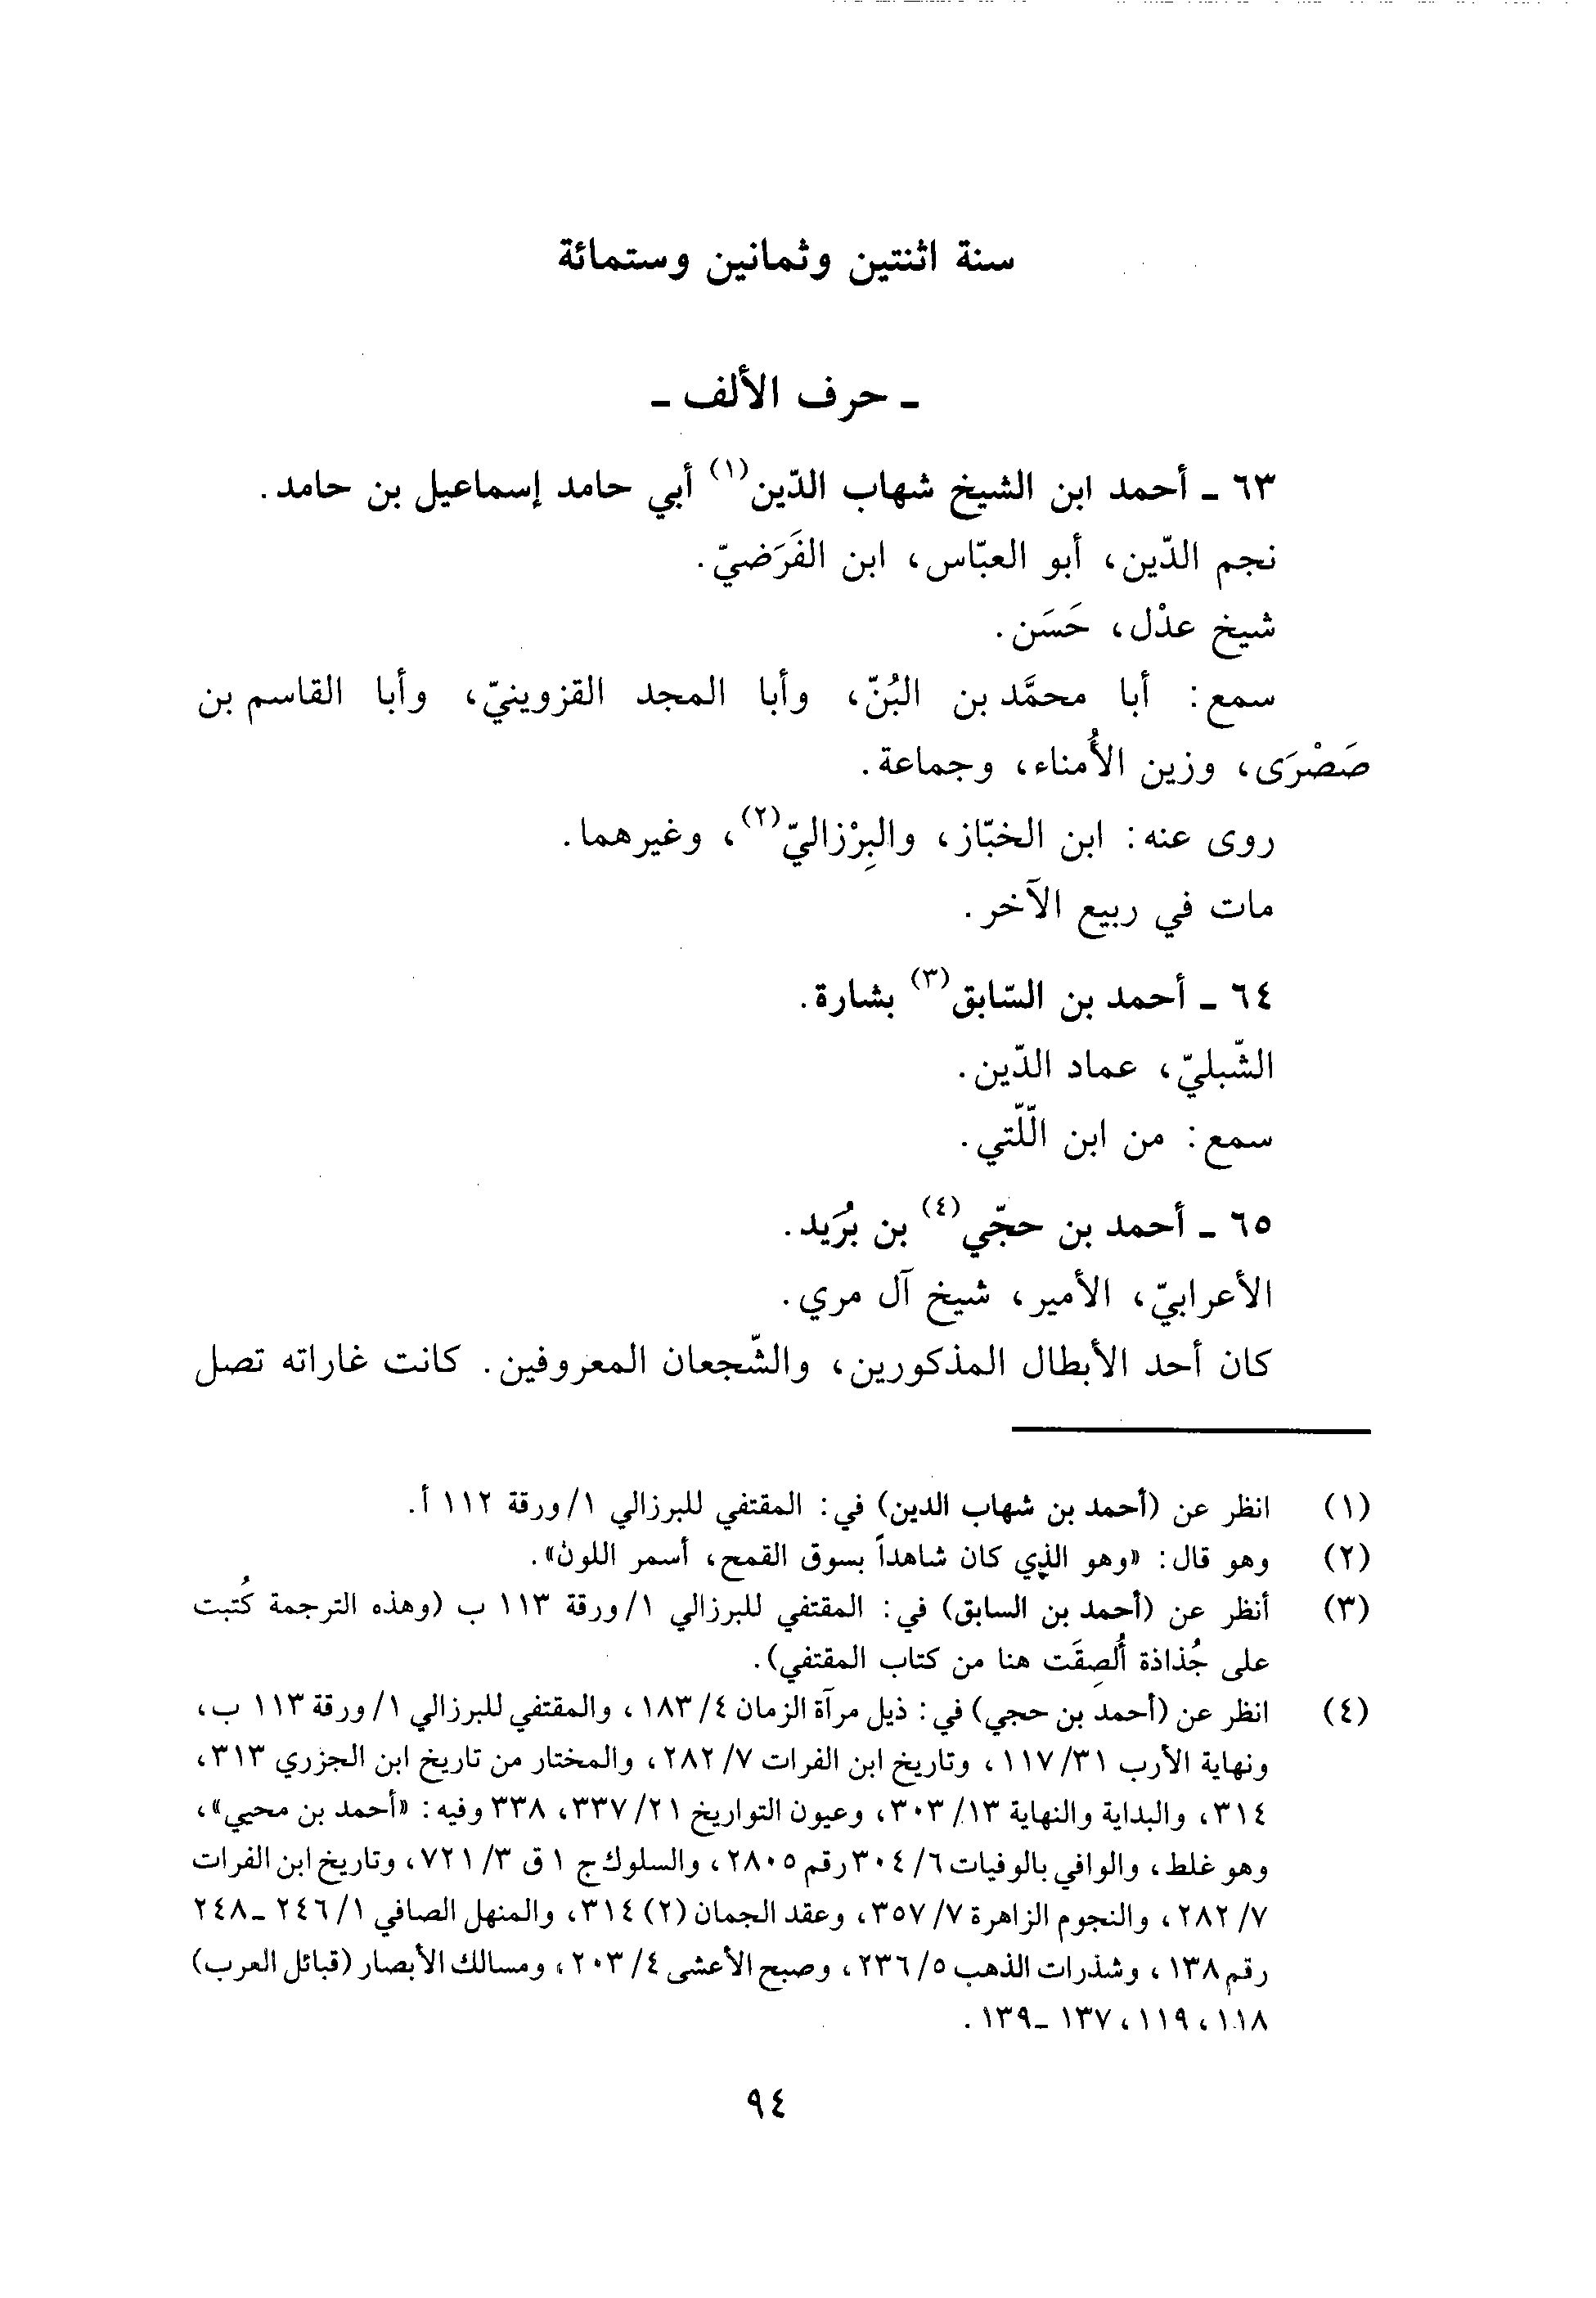 سنة اثنتين وثمانين وستمائة
ـ حرف الألف ـ
٦٣ ـ أحمد ابن الشيخ شهاب الدّين(١) أبي حامد إسماعيل بن حامد.
نجم الدّين، أبو العبّاس، ابن الفَرَضيّ.
شيخ عدْل، حَسَن.
سمع: أبا محمَّد بن البُنّ، وأبا المجد القزوينيّ، وأبا القاسم بن
صَصْرَى، وزين الأُمناء، وجماعة.
روى عنه: ابن الخبّاز، والبِرْزاليّ(٢)، وغيرهما.
مات في ربيع الآخر.
٦٤ ـ أحمد بن السّابق(٣) بشارة.
الشّبليّ، عماد الدّين.
سمع: من ابن اللّتّي.
٦٥ ـ أحمد بن حجّي(٤) بن بُرَيد.
الأعرابيّ، الأمير، شيخ آل مري.
كان أحد الأبطال المذكورين، والشّجعان المعروفين. كانت غاراته تصل
(١) انظر عن (أحمد بن شهاب الدين) في: المقتفي للبرزالي ١/ ورقة ١١٢ أ.
(٢) وهو قال: «وهو الذي كان شاهداً بسوق القمح، أسمر اللون».
(٣) أنظر عن (أحمد بن السابق) في: المقتفي للبرزالي ١/ ورقة ١١٣ ب (وهذه الترجمة كُتبت
على جُذاذة أُلصِقَت هنا من كتاب المقتفي).
(٤) انظر عن (أحمد بن حجي) في: ذيل مرآة الزمان ٤/ ١٨٣، والمقتفي للبرزالي ١/ ورقة ١١٣ ب،
ونهاية الأرب ٣١/ ١١٧، وتاريخ ابن الفرات ٧/ ٢٨٢، والمختار من تاريخ ابن الجزري ٣١٣،
٣١٤، والبداية والنهاية ١٣/ ٣٠٣، وعيون التواريخ ٢١/ ٣٣٧، ٣٣٨ وفيه: «أحمد بن محيي»،
وهو غلط، والوافي بالوفيات ٦/ ٣٠٤ رقم ٢٨٠٥، والسلوك ج ١ ق ٣/ ٧٢١، وتاريخ ابن الفرات
٧/ ٢٨٢، والنجوم الزاهرة ٧/ ٣٥٧، وعقد الجمان (٢) ٣١٤، والمنهل الصافي ١/ ٢٤٦ ـ ٢٤٨
رقم ١٣٨، وشذرات الذهب ٥/ ٢٣٦، وصبح الأعشى ٤/ ٢٠٣، ومسالك الأبصار (قبائل العرب)
١١٨، ١١٩، ١٣٧ ـ ١٣٩.
٩٤